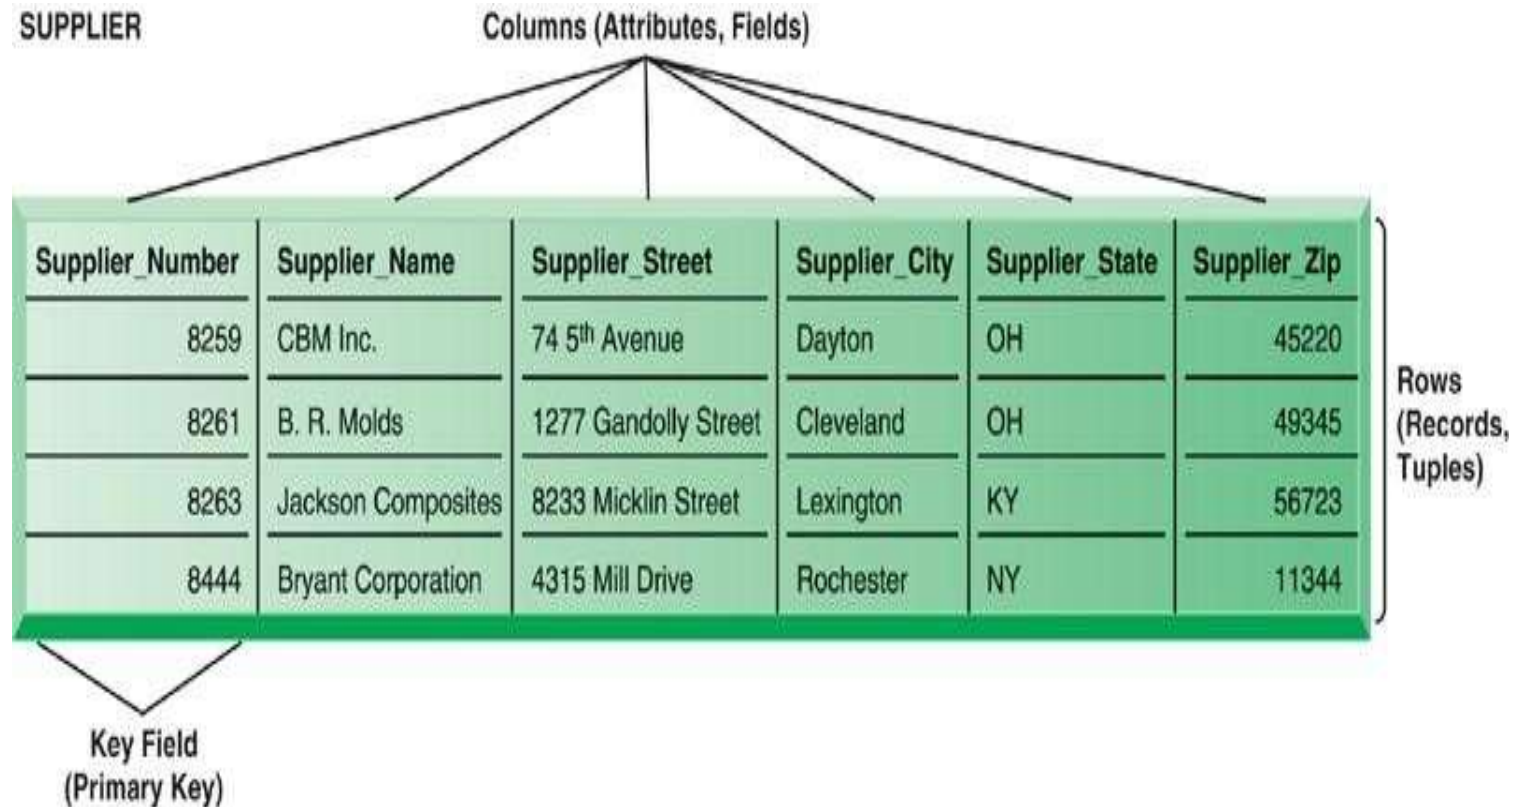 SUPPLIER
Columns (Attributes, Fields)
Supplier_Number Supplier_Name Supplier_Street Supplier_City Supplier_State Supplier_Zip
8259 CBM Inc. 74 5th Avenue Dayton OH 45220
8261 B. R. Molds 1277 Gandolly Street Cleveland OH 49345
8263 Jackson Composites 8233 Micklin Street Lexington KY 56723
8444 Bryant Corporation 4315 Mill Drive Rochester NY 11344
Rows
(Records,
Tuples)
Key Field
(Primary Key)